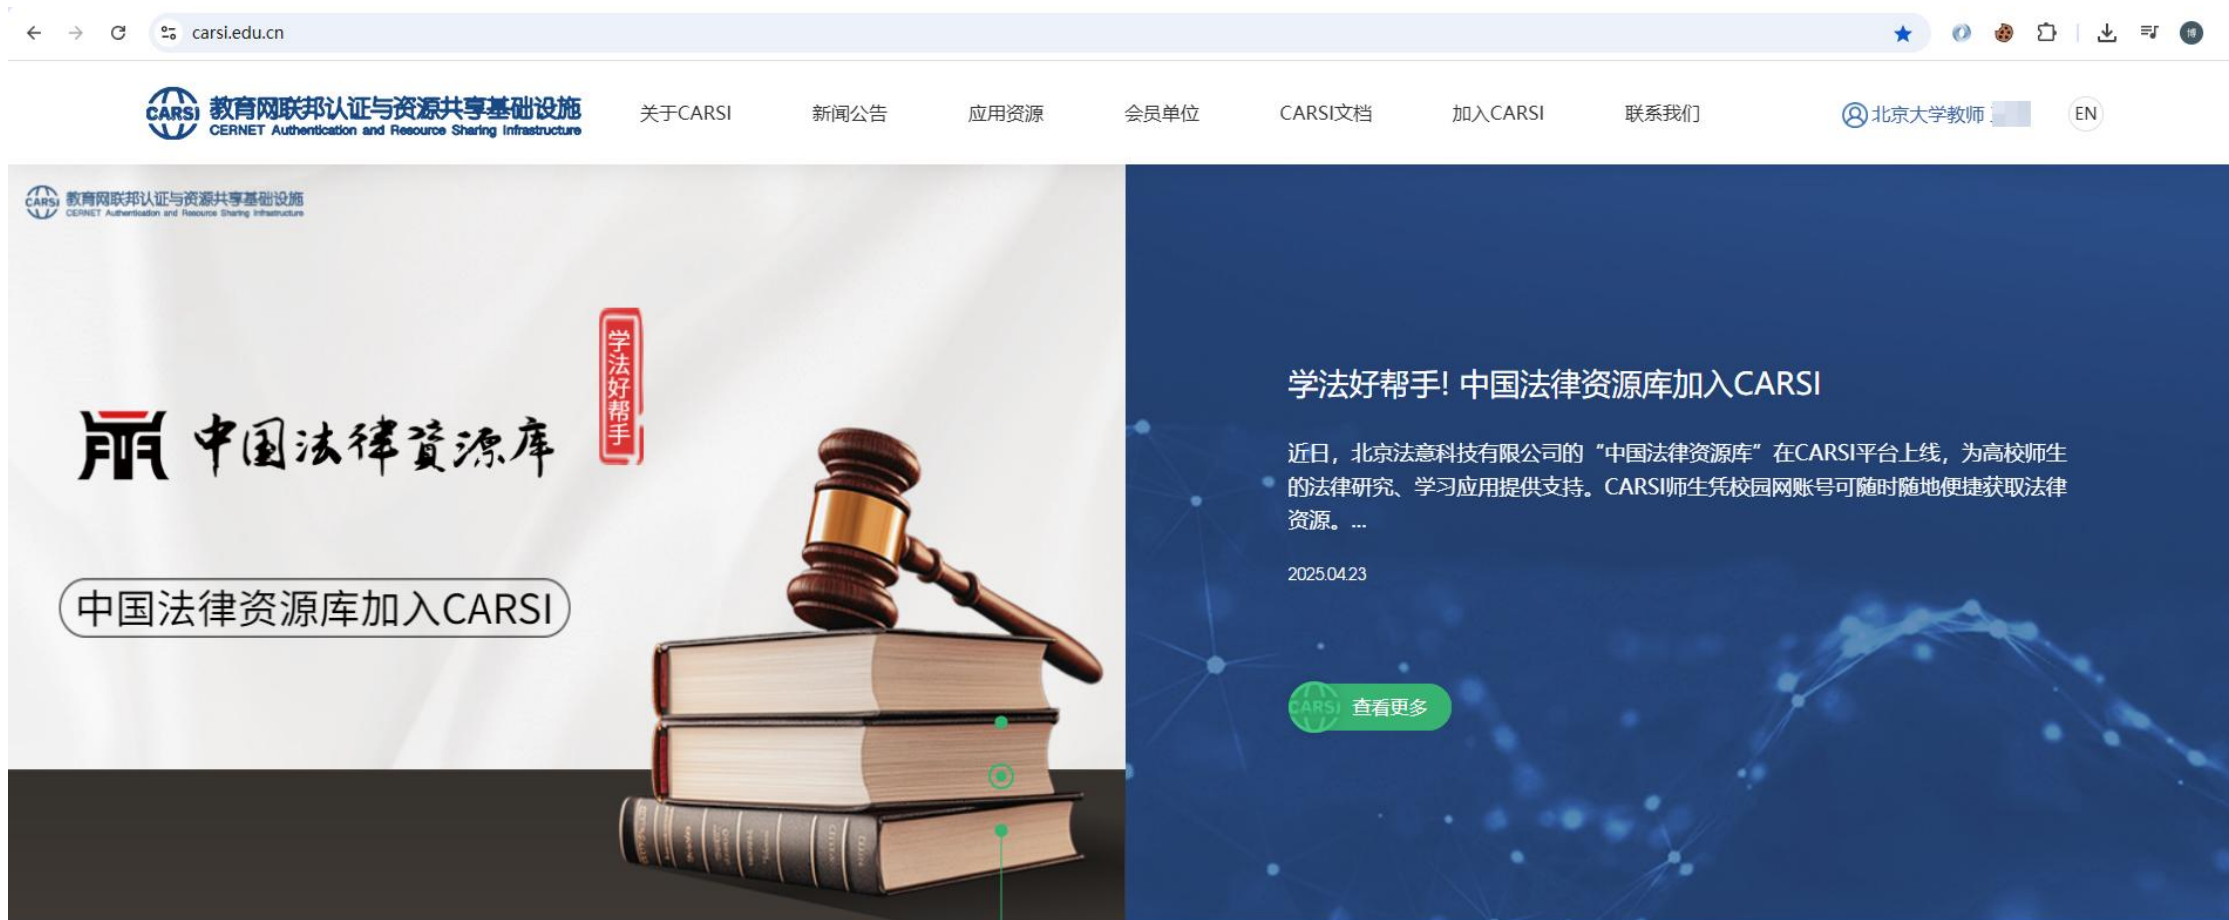 carsi.edu.cn
博
CARSI
教育网联邦认证与资源共享基础设施
CERNET Authentication and Resource Sharing Infrastructure
关于CARSI
新闻公告
应用资源
会员单位
CARSI文档
加入CARSI
联系我们
北京大学教师
EN
CARSI
教育网联邦认证与资源共享基础设施
CERNET Authentication and Resource Sharing Infrastructure
学法好帮手
中国法律資源库
中国法律资源库加入CARSI
学法好帮手! 中国法律资源库加入CARSI
近日，北京法意科技有限公司的“中国法律资源库”在CARSI平台上线，为高校师生
的法律研究、学习应用提供支持。CARSI师生凭校园网账号可随时随地便捷获取法律
资源。...
2025.04.23
CARSI
查看更多